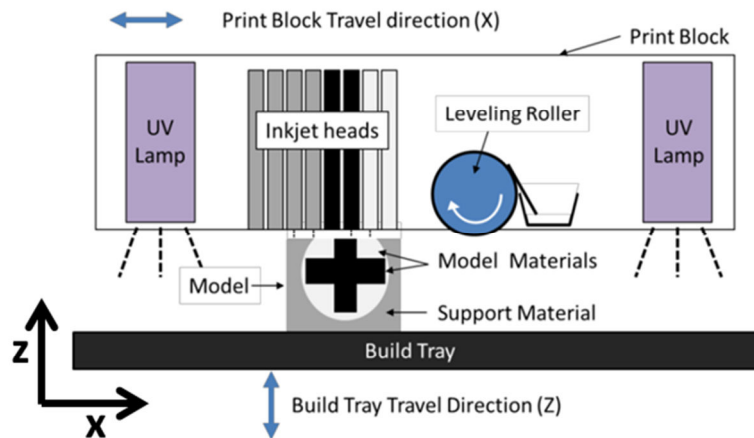 Print Block Travel direction (X)
Print Block
UV
Lamp
Inkjet heads
Leveling Roller
UV
Lamp
Model Materials
Model
Support Material
Build Tray
Z
X
Build Tray Travel Direction (Z)